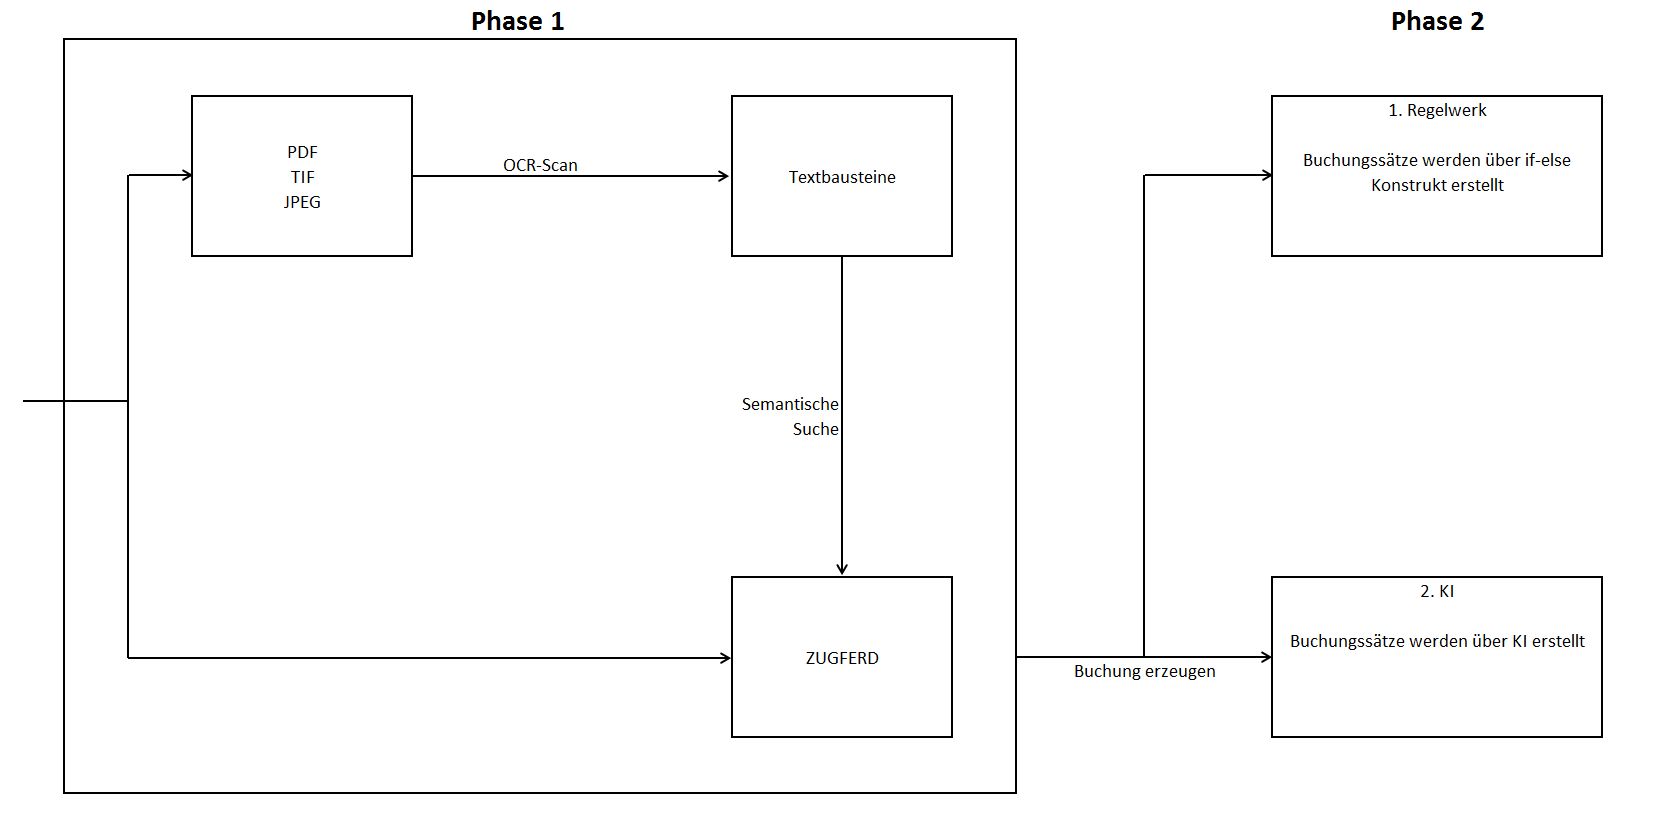 Phase 1
Phase 2
PDF
TIF
JPEG
OCR-Scan
Textbausteine
1. Regelwerk
Buchungssätze werden über if-else
Konstrukt erstellt
Semantische
Suche
ZUGFERD
Buchung erzeugen
2. KI
Buchungssätze werden über KI erstellt